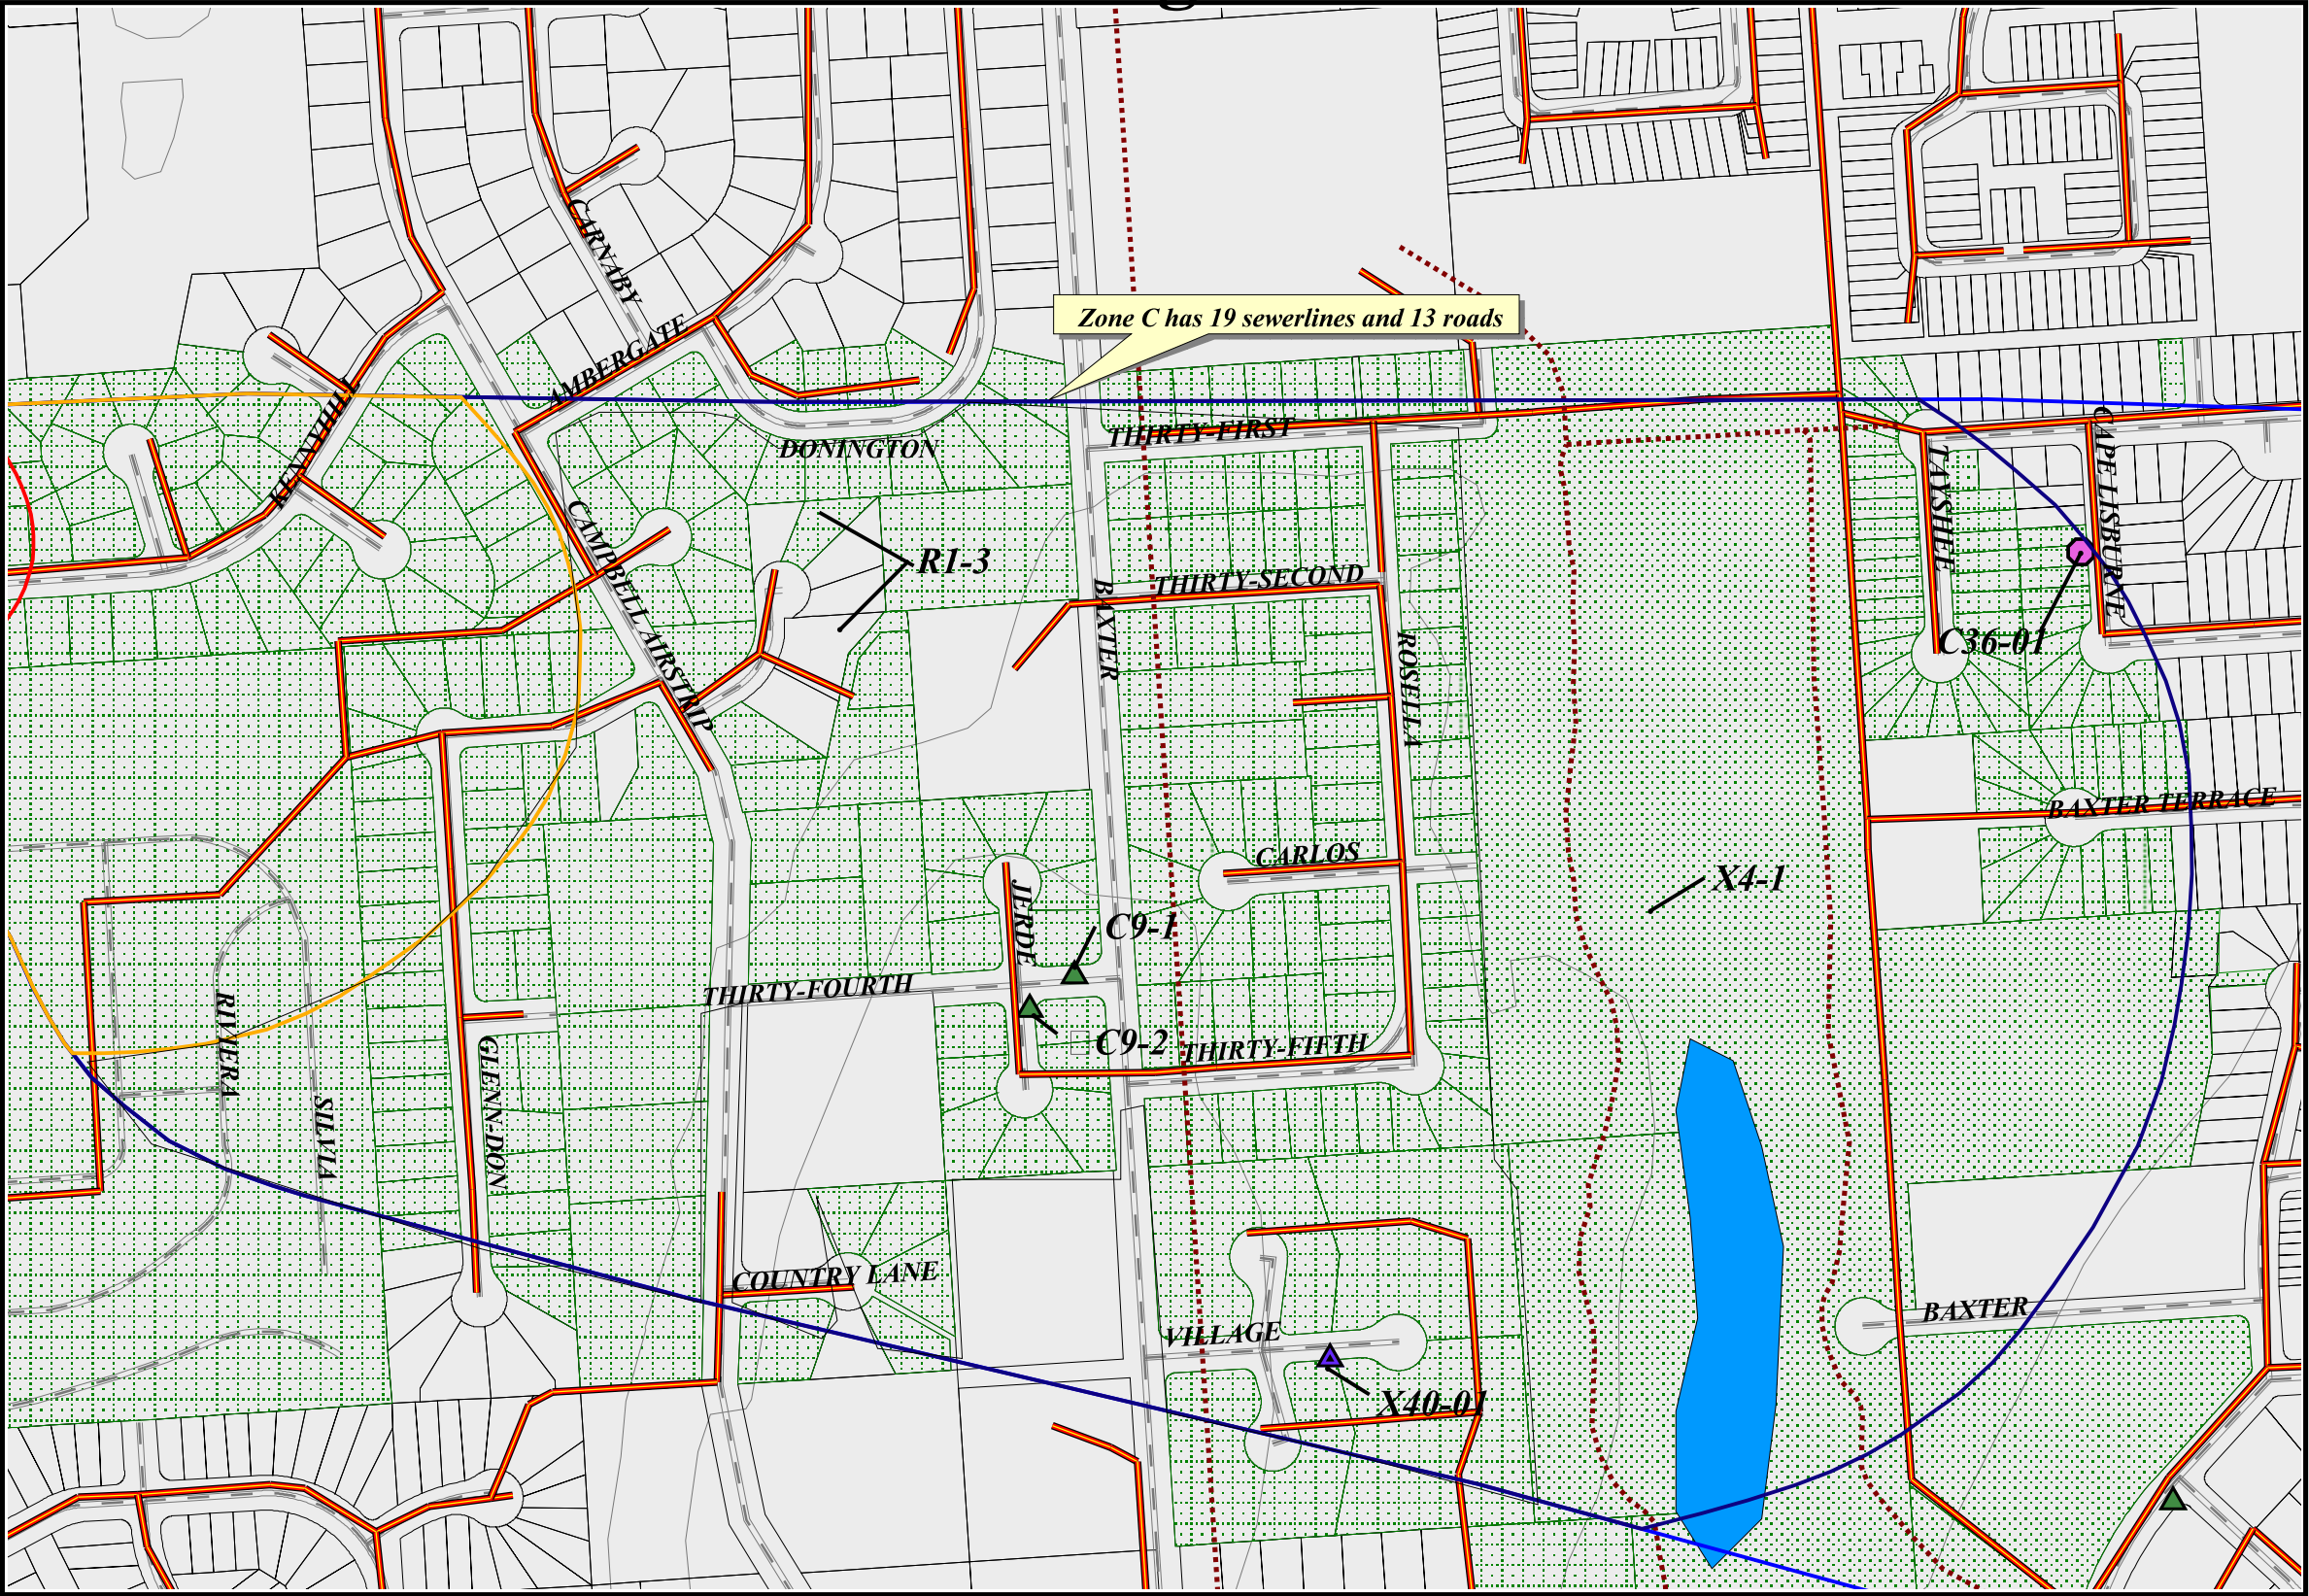 CARNABY
Zone C has 19 sewerlines and 13 roads
AMBERGATE
KENNYHILL
DONINGTON
THIRTY-FIRST
CAPELLSBURNE
TAYSHEE
CAMPBELL AIRSTRIP
R1-3
BAXTER
THIRTY-SECOND
ROSELLA
C36-01
BAXTER TERRACE
CARLOS
X4-1
JERDE
C9-1
THIRTY-FOURTH
RIVIERA
C9-2
THIRTY-FIFTH
GLENN-DON
SILVIA
COUNTRY LANE
BAXTER
VILLAGE
X40-01